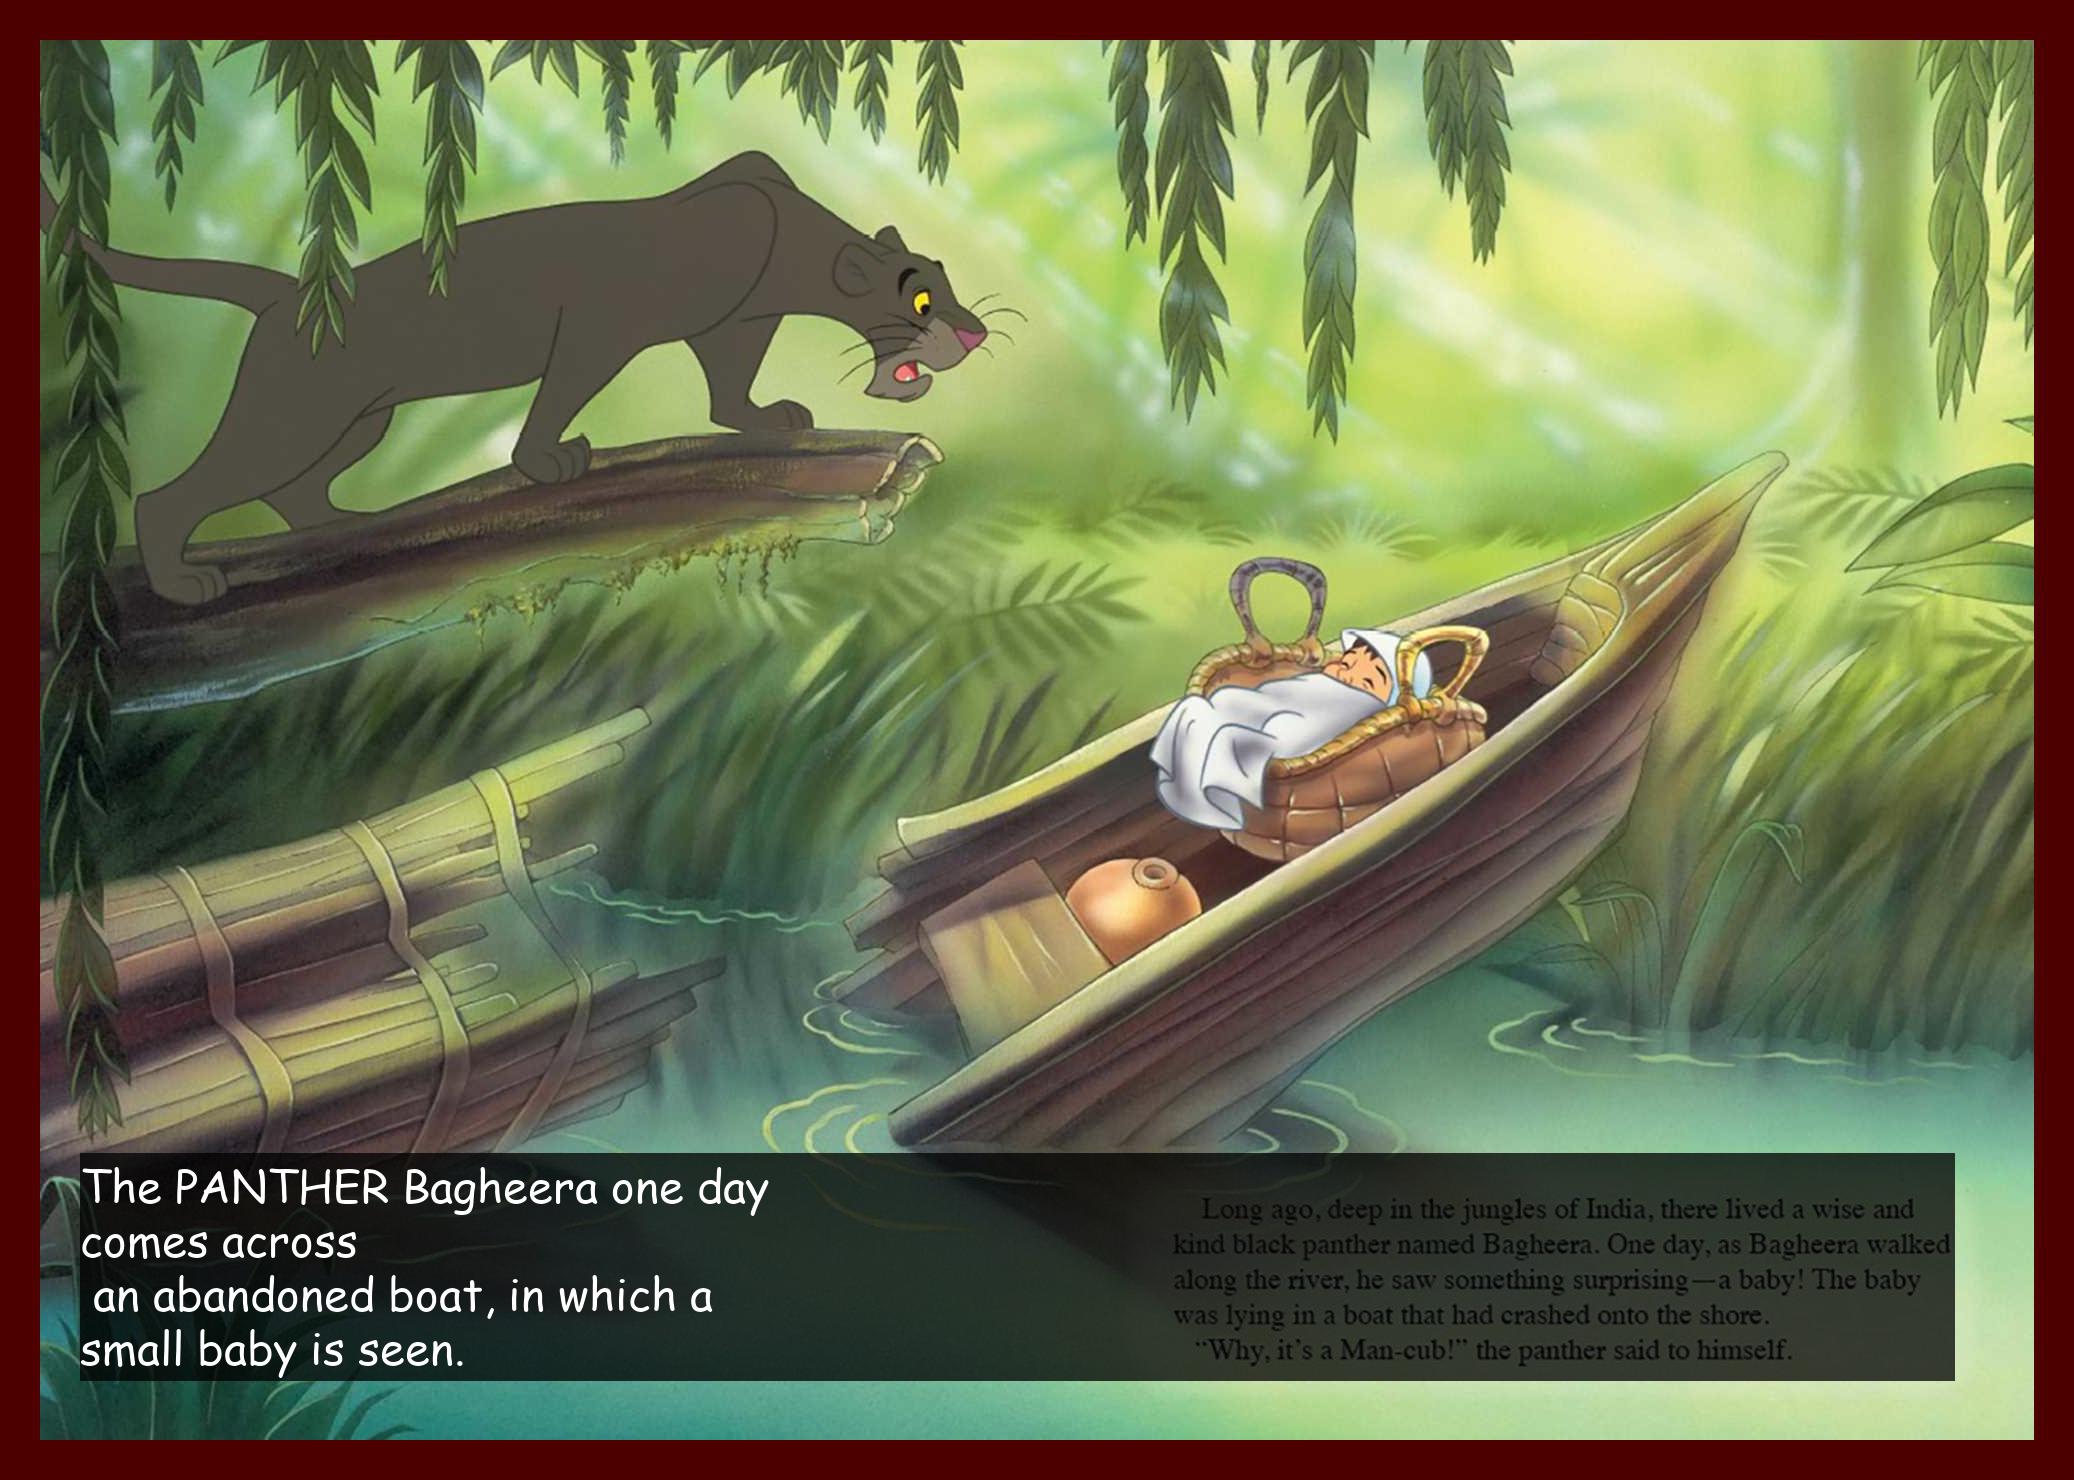 The PANTHER Bagheera one day
comes across
an abandoned boat, in which a
small baby is seen.
Long ago, deep in the jungles of India, there lived a wise and
kind black panther named Bagheera. One day, as Bagheera walked
along the river, he saw something surprising—a baby! The baby
was lying in a boat that had crashed onto the shore.
“Why, it’s a Man-cub!” the panther said to himself.